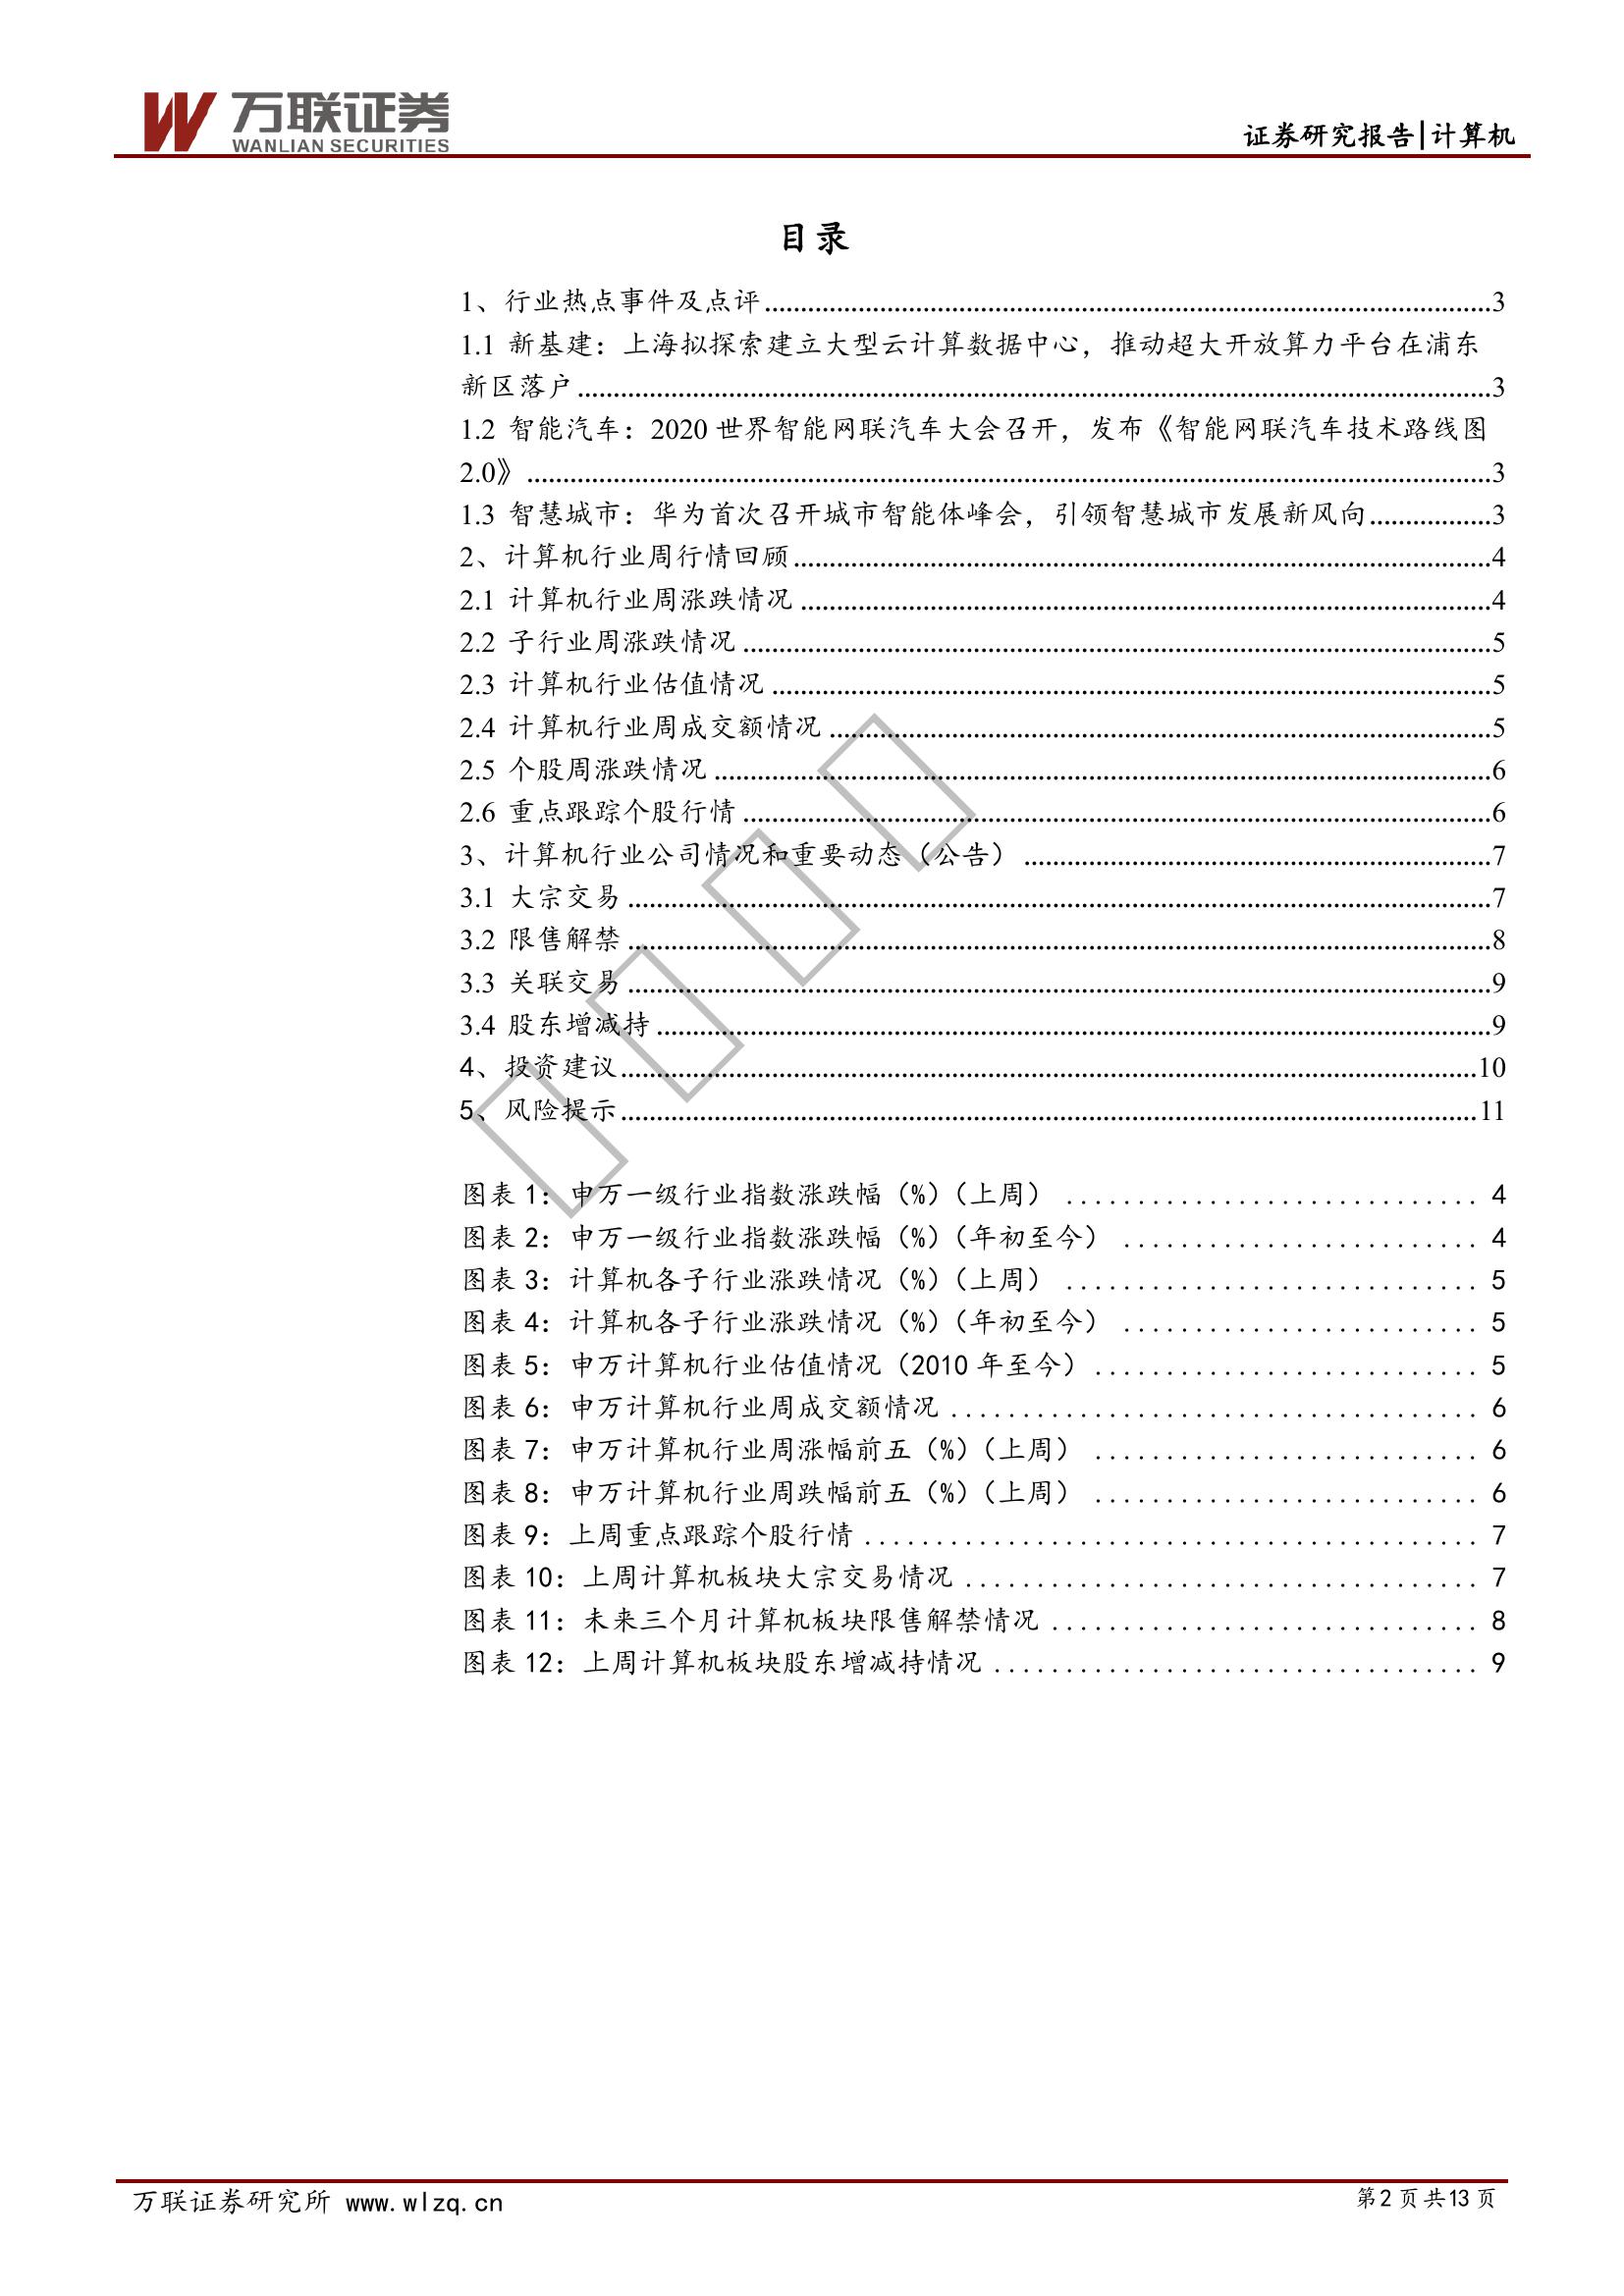 万联证券
WANLIAN SECURITIES
证券研究报告|计算机
目录
1、行业热点事件及点评....................3
1.1 新基建：上海拟探索建立大型云计算数据中心，推动超大开放算力平台在浦东
新区落户....................3
1.2 智能汽车：2020 世界智能网联汽车大会召开，发布《智能网联汽车技术路线图
2.0》....................3
1.3 智慧城市：华为首次召开城市智能体峰会，引领智慧城市发展新风向....................3
2、计算机行业周行情回顾....................4
2.1 计算机行业周涨跌情况....................4
2.2 子行业周涨跌情况....................5
2.3 计算机行业估值情况....................5
2.4 计算机行业周成交额情况....................5
2.5 个股周涨跌情况....................6
2.6 重点跟踪个股行情....................6
3、计算机行业公司情况和重要动态（公告）....................7
3.1 大宗交易....................7
3.2 限售解禁....................8
3.3 关联交易....................9
3.4 股东增减持....................9
4、投资建议....................10
5、风险提示....................11
图表 1：申万一级行业指数涨跌幅（%）（上周）....................4
图表 2：申万一级行业指数涨跌幅（%）（年初至今）....................4
图表 3：计算机各子行业涨跌情况（%）（上周）....................5
图表 4：计算机各子行业涨跌情况（%）（年初至今）....................5
图表 5：申万计算机行业估值情况（2010 年至今）....................5
图表 6：申万计算机行业周成交额情况....................6
图表 7：申万计算机行业周涨幅前五（%）（上周）....................6
图表 8：申万计算机行业周跌幅前五（%）（上周）....................6
图表 9：上周重点跟踪个股行情....................7
图表 10：上周计算机板块大宗交易情况....................7
图表 11：未来三个月计算机板块限售解禁情况....................8
图表 12：上周计算机板块股东增减持情况....................9
万联证券研究所 www.wlzq.cn
第 2 页 共 13 页